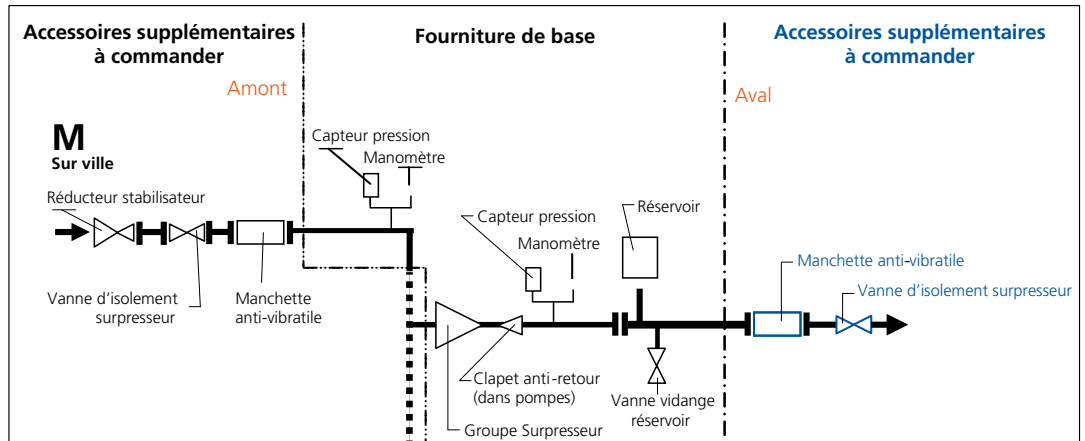 Accessoires supplémentaires
à commander
Amont
Fourniture de base
Accessoires supplémentaires
à commander
Aval
M
Sur ville
Réducteur stabilisateur
Vanne d'isolement
surpresseur
Manchette
anti-vibratile
Capteur pression
Manomètre
Capteur pression
Manomètre
Réservoir
Manchette anti-vibratile
Vanne d'isolement surpresseur
Clapet anti-retour
(dans pompes)
Vanne vidange
réservoir
Groupe Surpresseur